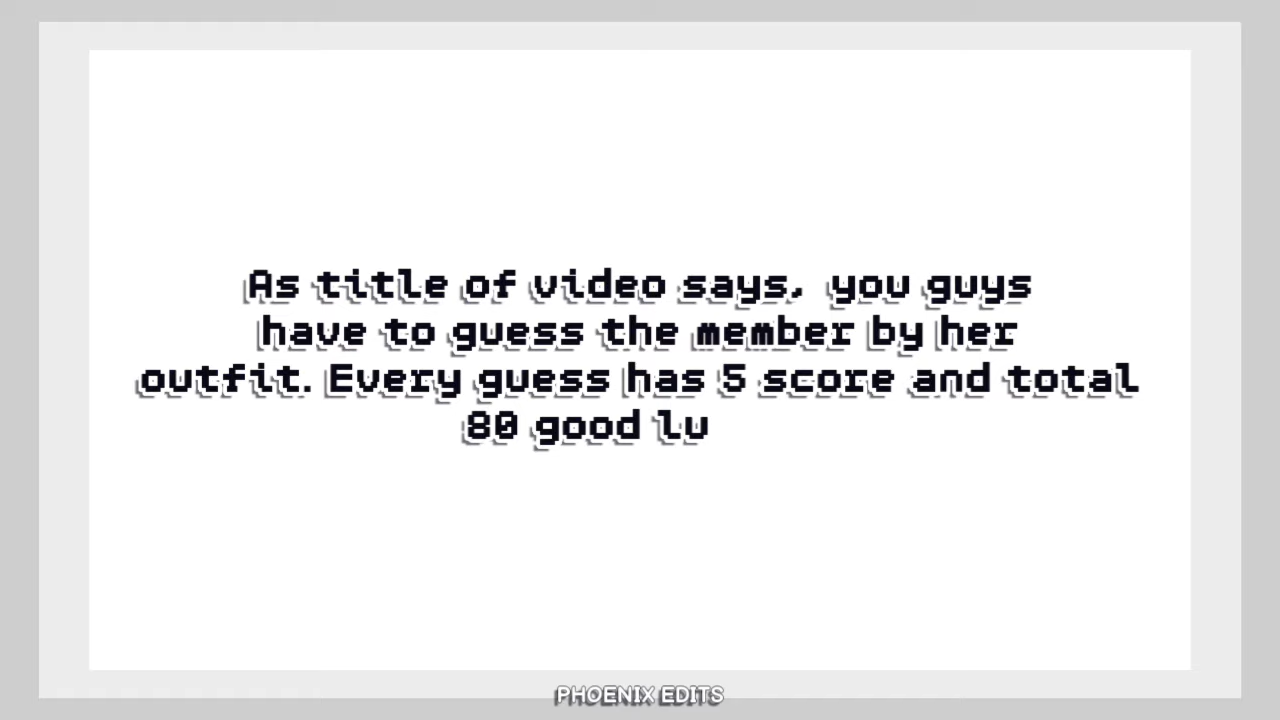 As title of video says, you guys
have to guess the member by her
outfit. Every guess has 5 score and total
80 good lu
PHOENIX EDITS